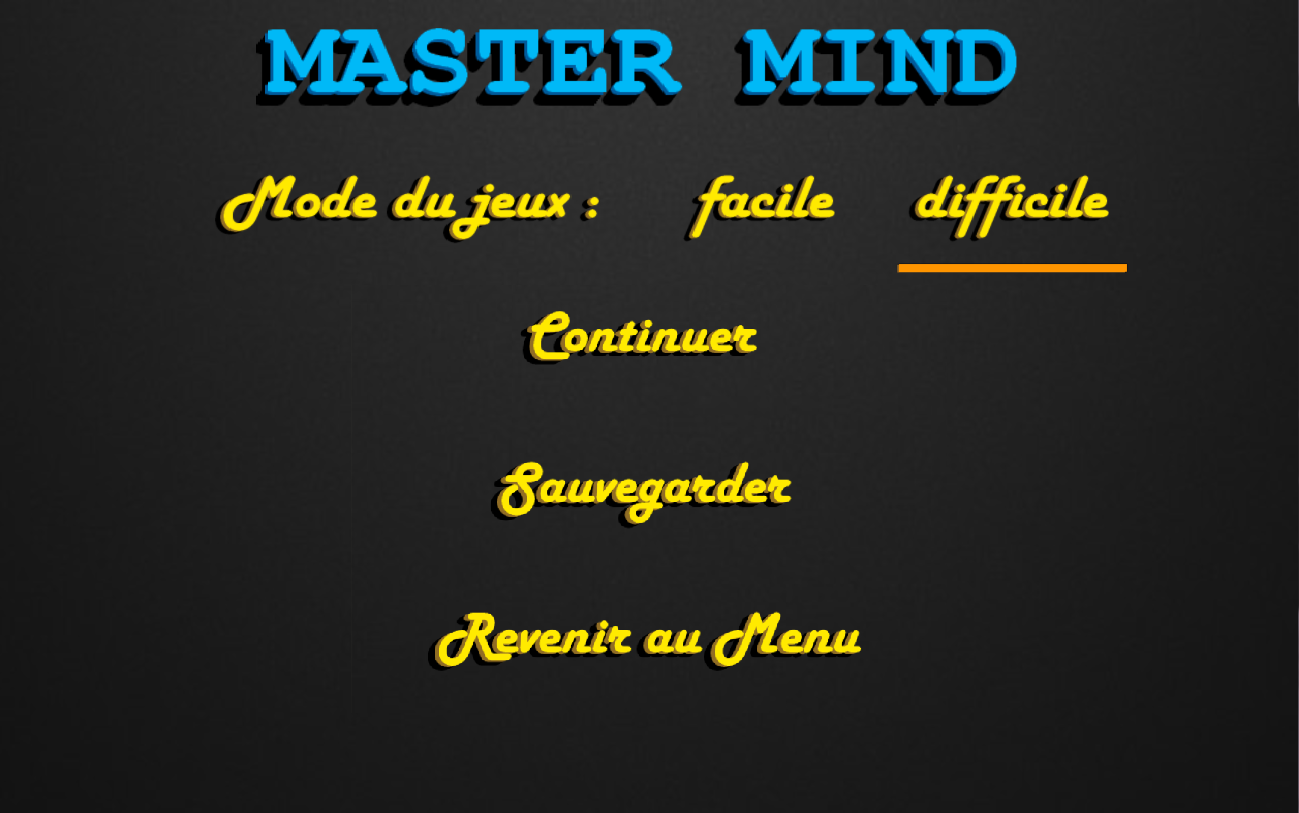 MASTER MIND
Mode du jeux : facile difficile
Continuer
Sauvegarder
Revenir au Menu